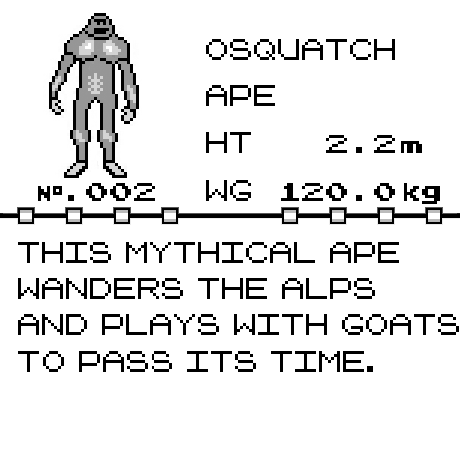 OSQUATCH
APE
HT 2.2m
Nº.002 WG 120.0kg
THIS MYTHICAL APE
WANDERS THE ALPS
AND PLAYS WITH GOATS
TO PASS ITS TIME.